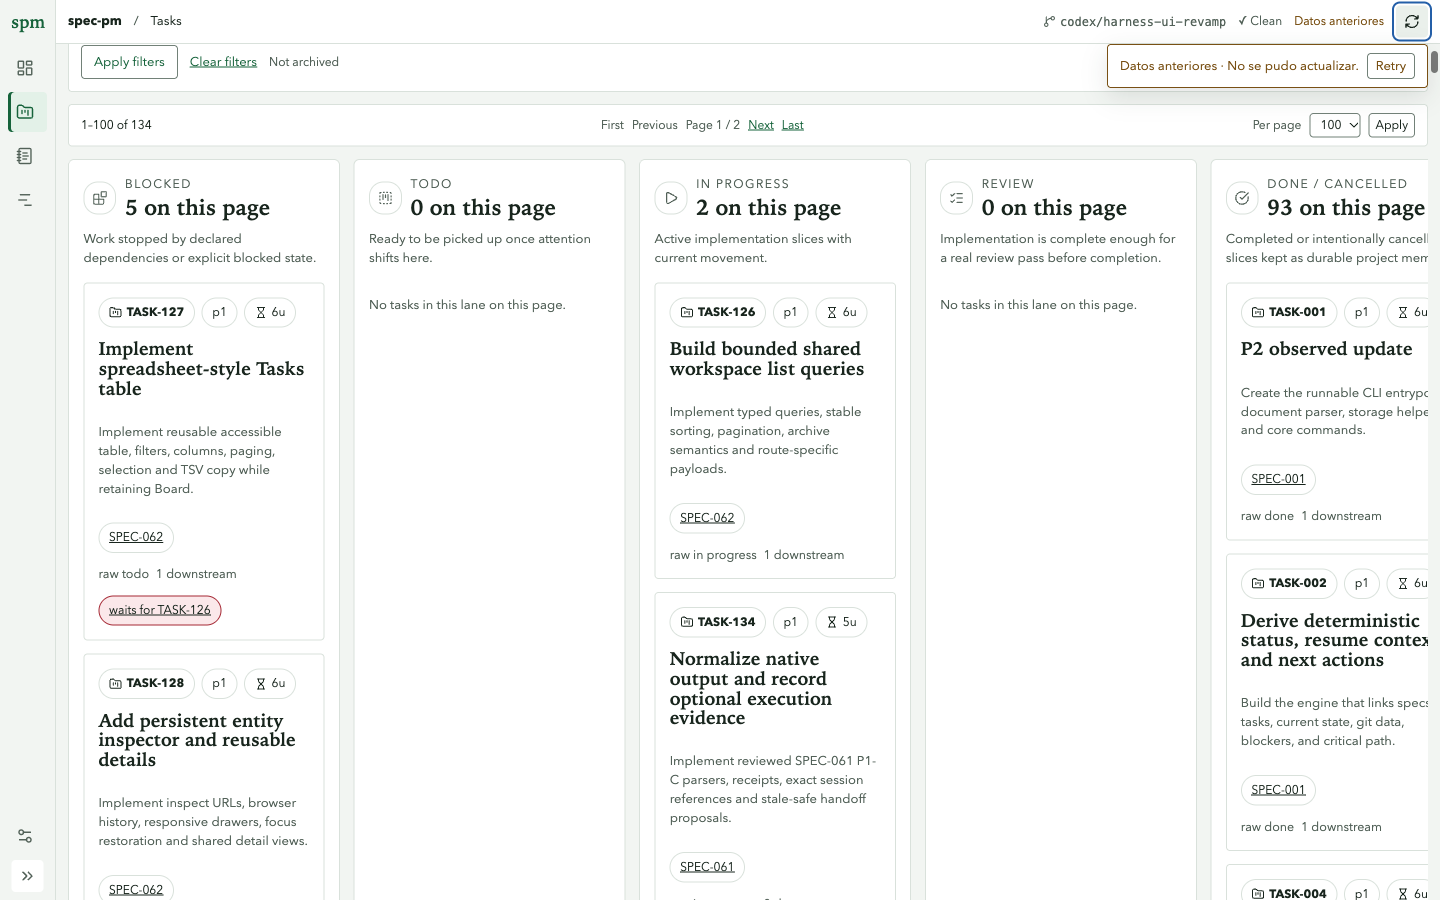 spm
spec-pm / Tasks
codex/harness-ui-revamp ✓ Clean Datos anteriores
Apply filters Clear filters Not archived
Datos anteriores · No se pudo actualizar. Retry
1–100 of 134
First Previous Page 1 / 2 Next Last
Per page 100 Apply
BLOCKED
5 on this page
Work stopped by declared
dependencies or explicit blocked state.
TASK-127 p1 6u
Implement
spreadsheet-style Tasks
table
Implement reusable accessible
table, filters, columns, paging,
selection and TSV copy while
retaining Board.
SPEC-062
raw todo 1 downstream
waits for TASK-126
TASK-128 p1 6u
Add persistent entity
inspector and reusable
details
Implement inspect URLs, browser
history, responsive drawers, focus
restoration and shared detail views.
SPEC-062
TODO
0 on this page
Ready to be picked up once attention
shifts here.
No tasks in this lane on this page.
IN PROGRESS
2 on this page
Active implementation slices with
current movement.
TASK-126 p1 6u
Build bounded shared
workspace list queries
Implement typed queries, stable
sorting, pagination, archive
semantics and route-specific
payloads.
SPEC-062
raw in progress 1 downstream
TASK-134 p1 5u
Normalize native
output and record
optional execution
evidence
Implement reviewed SPEC-061 P1-
C parsers, receipts, exact session
references and stale-safe handoff
proposals.
SPEC-061
REVIEW
0 on this page
Implementation is complete enough for
a real review pass before completion.
No tasks in this lane on this page.
DONE / CANCELLED
93 on this page
Completed or intentionally cancell
slices kept as durable project mem
TASK-001 p1 6u
P2 observed update
Create the runnable CLI entrypo
document parser, storage helpe
and core commands.
SPEC-001
raw done 1 downstream
TASK-002 p1 6u
Derive deterministic
status, resume contex
and next actions
Build the engine that links specs
tasks, current state, git data,
blockers, and critical path.
SPEC-001
raw done 1 downstream
TASK-004 p1 6u